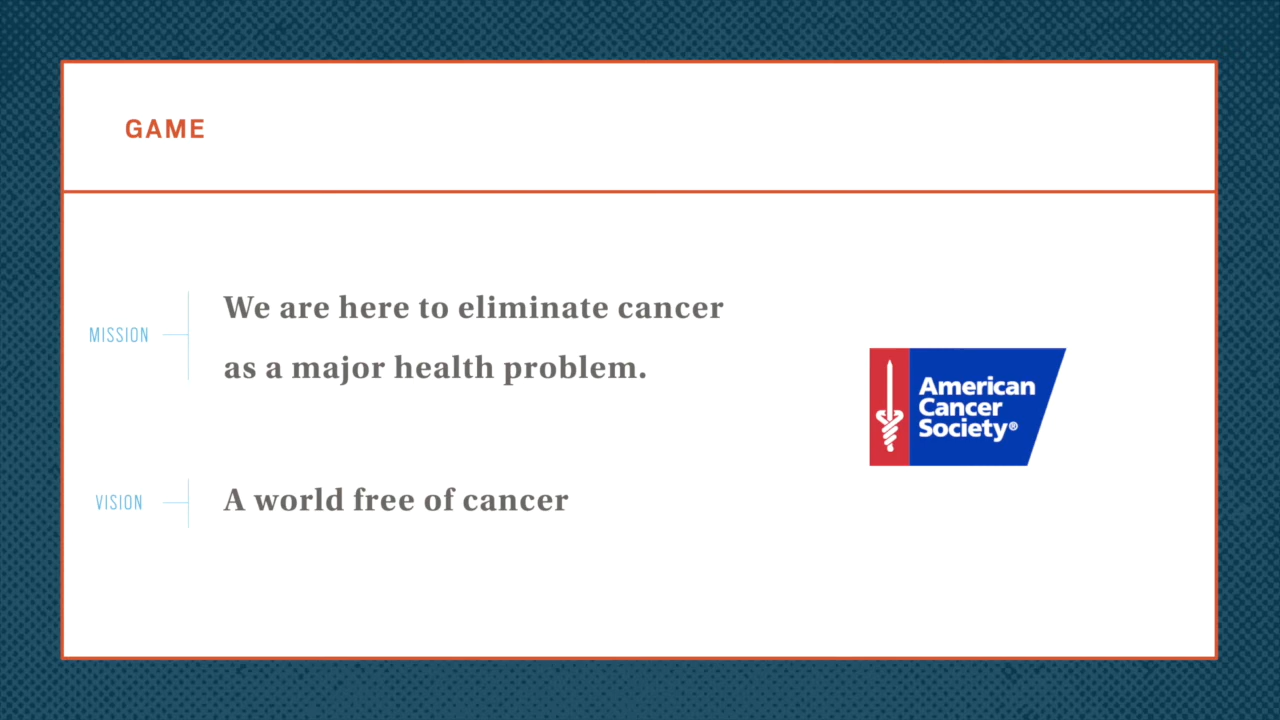 GAME
MISSION
We are here to eliminate cancer
as a major health problem.
American
Cancer
Society®
VISION
A world free of cancer